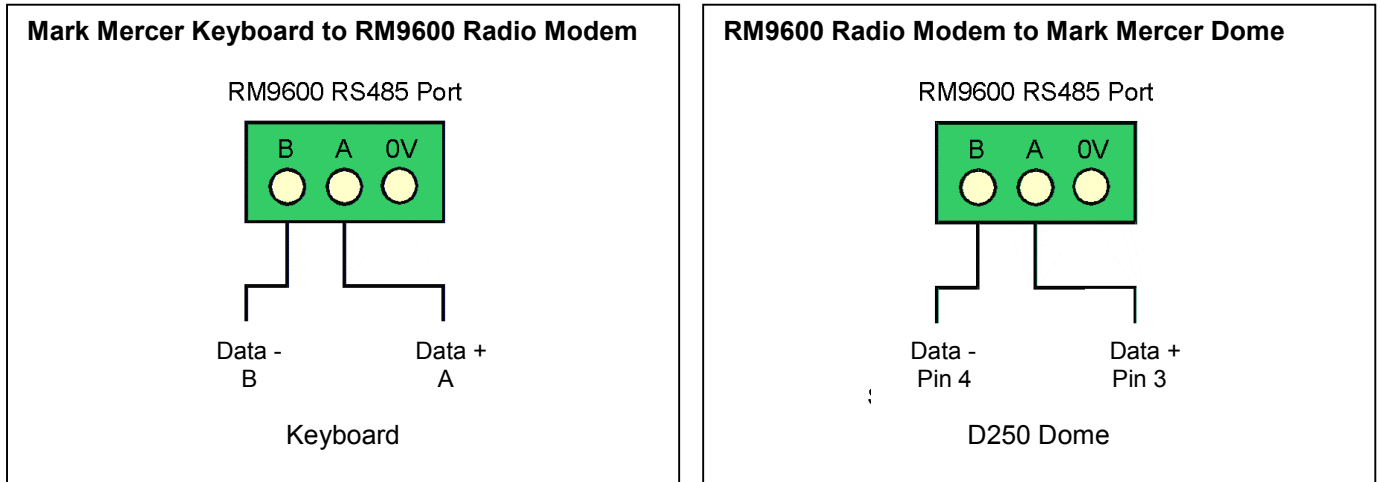 Mark Mercer Keyboard to RM9600 Radio Modem
RM9600 RS485 Port
B A 0V
Data - Data +
B A
Keyboard
RM9600 Radio Modem to Mark Mercer Dome
RM9600 RS485 Port
B A 0V
Data - Data +
Pin 4 Pin 3
D250 Dome